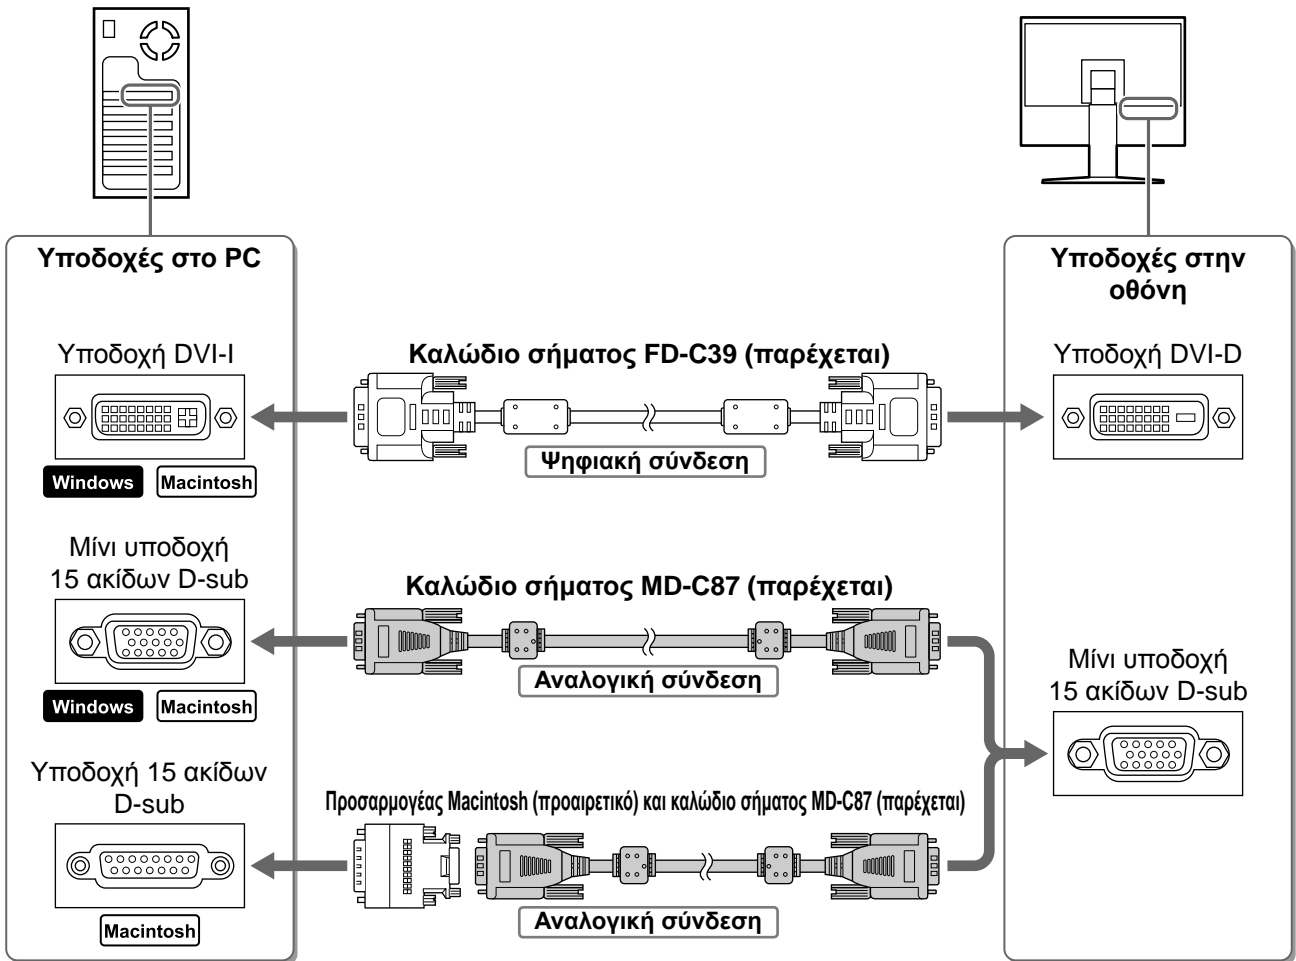 Υποδοχές στο PC
Υποδοχές στην
οθόνη
Υποδοχή DVI-I
Καλώδιο σήματος FD-C39 (παρέχεται)
Υποδοχή DVI-D
Ψηφιακή σύνδεση
Windows
Macintosh
Μίνι υποδοχή
15 ακίδων D-sub
Καλώδιο σήματος MD-C87 (παρέχεται)
Αναλογική σύνδεση
Windows
Macintosh
Μίνι υποδοχή
15 ακίδων D-sub
Υποδοχή 15 ακίδων
D-sub
Προσαρμογέας Macintosh (προαιρετικό) και καλώδιο σήματος MD-C87 (παρέχεται)
Αναλογική σύνδεση
Macintosh